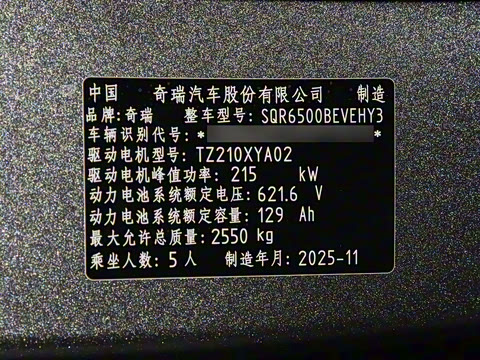 中国 奇瑞汽车股份有限公司 制造
品牌: 奇瑞 整车型号: SQR6500BEVEHY3
车辆识别代号: * *
驱动电机型号: TZ210XYA02
驱动电机峰值功率: 215 kW
动力电池系统额定电压: 621.6 V
动力电池系统额定容量: 129 Ah
最大允许总质量: 2550 kg
乘坐人数: 5 人 制造年月: 2025-11